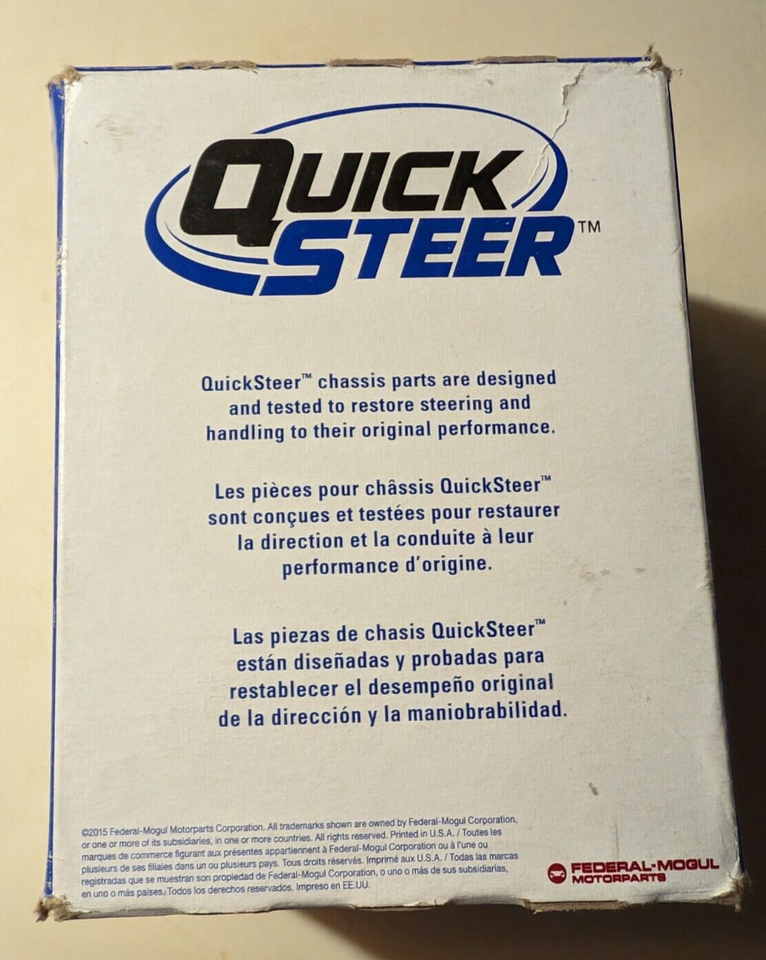 QUICK
STEER™
QuickSteer™ chassis parts are designed
and tested to restore steering and
handling to their original performance.
Les pièces pour châssis QuickSteer™
sont conçues et testées pour restaurer
la direction et la conduite à leur
performance d'origine.
Las piezas de chasis QuickSteer™
están diseñadas y probadas para
restablecer el desempeño original
de la dirección y la maniobrabilidad.
©2015 Federal-Mogul Motorparts Corporation. All trademarks shown are owned by Federal-Mogul Corporation,
or one or more of its subsidiaries, in one or more countries. All rights reserved. Printed in U.S.A. / Toutes les
marques de commerce figurant aux présentes appartiennent à Federal-Mogul Corporation ou à l'une ou
plusieurs de ses filiales dans un ou plusieurs pays. Tous droits réservés. Imprimé aux U.S.A. / Todas las marcas
registradas que se muestran son propiedad de Federal-Mogul Corporation, o uno o más de sus subsidiarias,
en uno o más países. Todos los derechos reservados. Impreso en EE.UU.
FEDERAL-MOGUL
MOTORPARTS